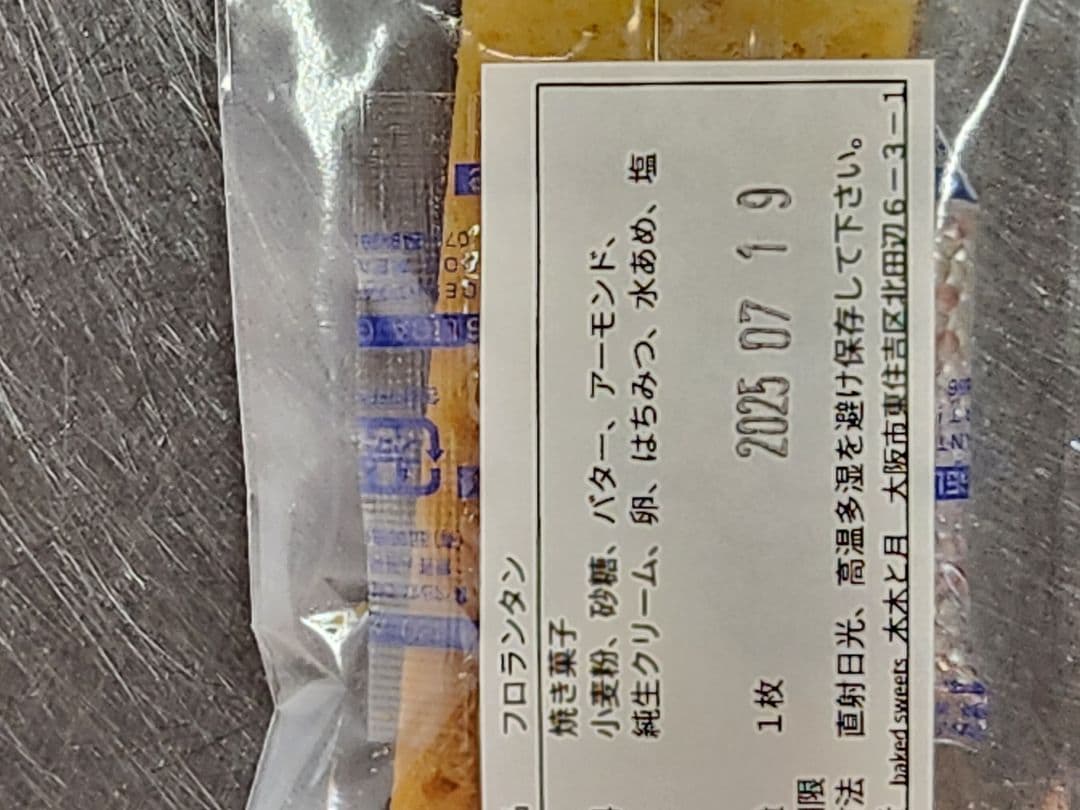 フロランタン
焼き菓子
小麦粉、砂糖、バター、アーモンド、
純生クリーム、卵、はちみつ、水あめ、塩
1枚
限 2025 07 19
法 直射日光、高温多湿を避け保存して下さい。
baked sweets 木木と月 大阪市東住吉区北田辺6-3-1